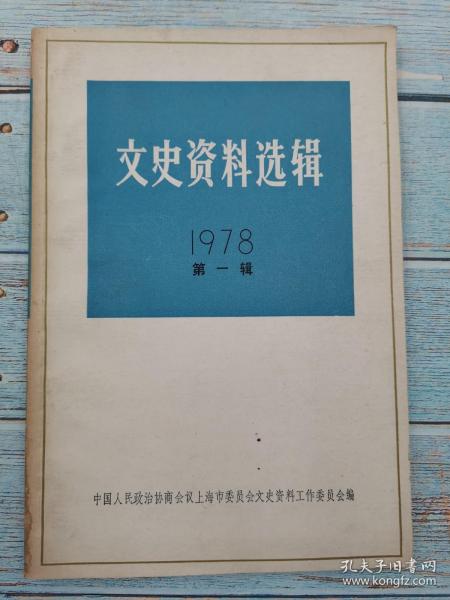 文史资料选辑
1978
第一辑
中国人民政治协商会议上海市委员会文史资料工作委员会编
孔夫子旧书网
www.kongfz.com